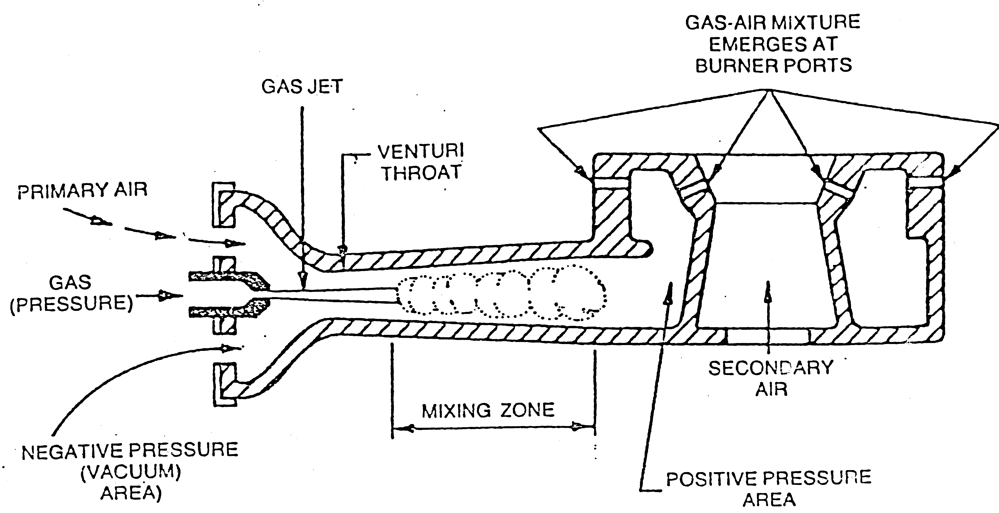 GAS-AIR MIXTURE
EMERGES AT
BURNER PORTS
GAS JET
VENTURI
THROAT
PRIMARY AIR
GAS
(PRESSURE)
SECONDARY
AIR
MIXING ZONE
NEGATIVE PRESSURE
(VACUUM)
AREA)
POSITIVE PRESSURE
AREA